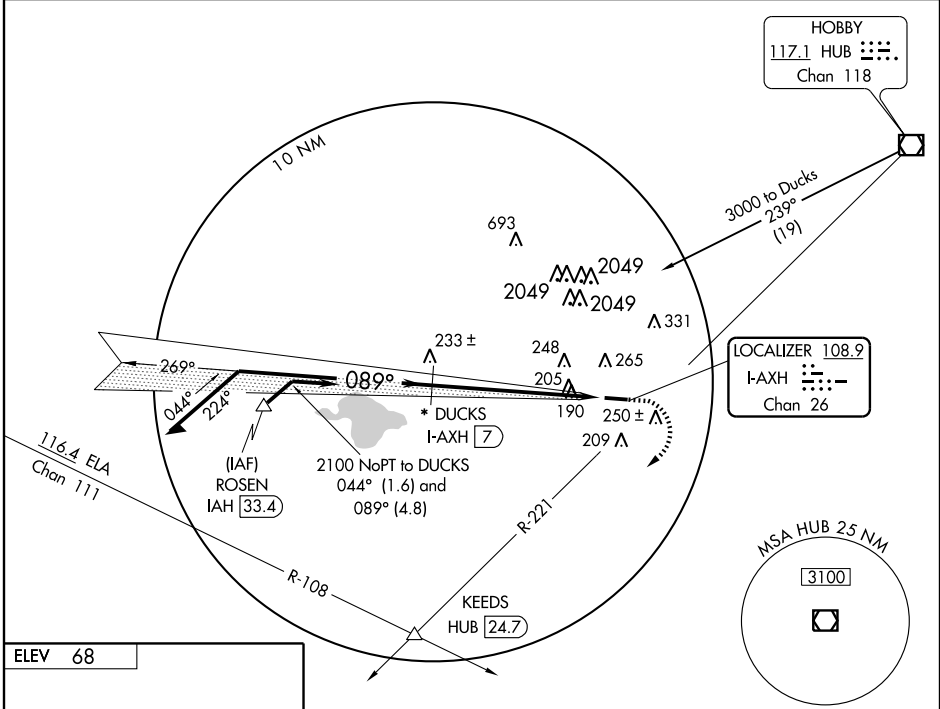 HOBBY
117.1 HUB
Chan 118
10 NM
3000 to Ducks
239°
(19)
693
2049
2049
2049
331
233 ±
248
265
LOCALIZER 108.9
I-AXH
Chan 26
269°
089°
205
190
250 ±
209
044°
224°
* DUCKS
I-AXH 7
(IAF)
ROSEN
IAH 33.4
2100 NoPT to DUCKS
044° (1.6) and
089° (4.8)
116.4 ELA
Chan 111
R-221
R-108
KEEDS
HUB 24.7
MSA HUB 25 NM
3100
ELEV 68